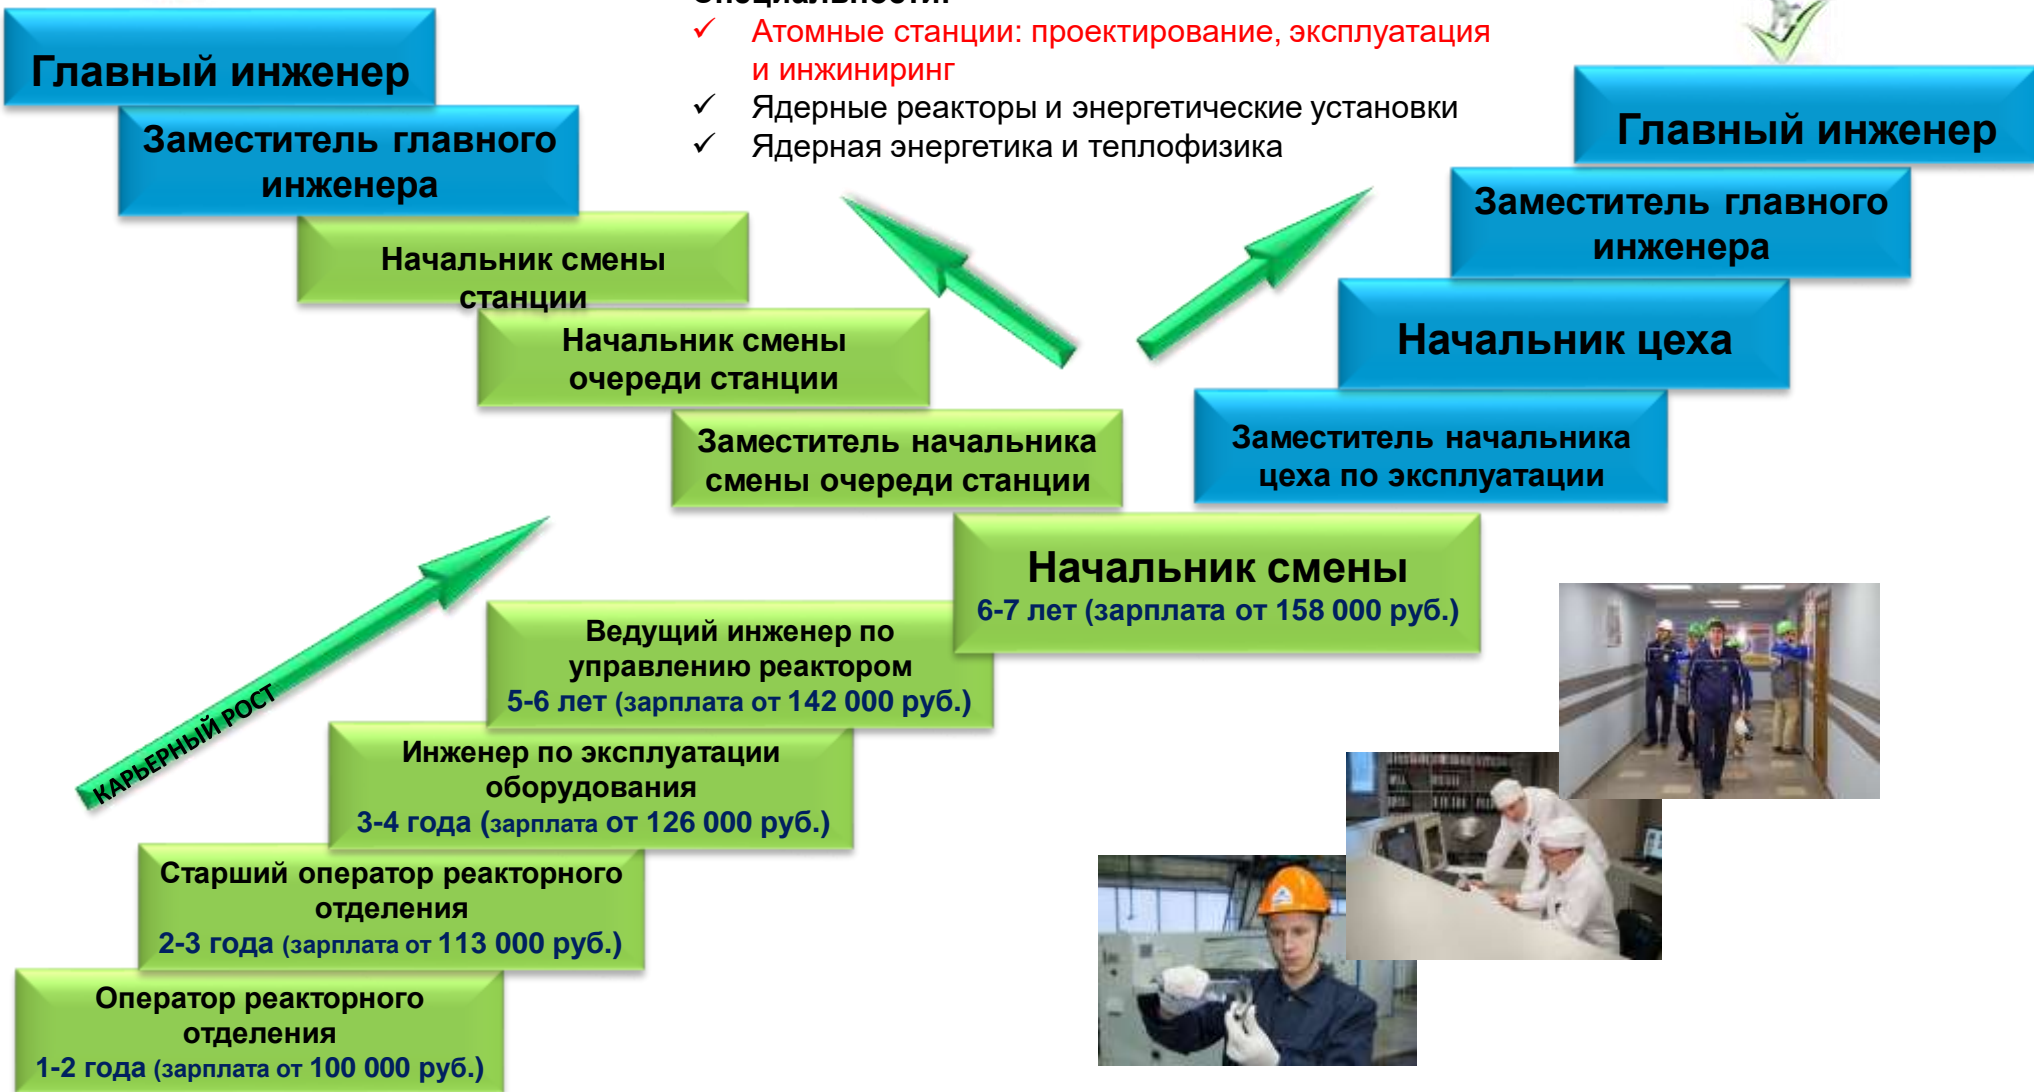 Специальности:
Атомные станции: проектирование, эксплуатация
и инжиниринг
Ядерные реакторы и энергетические установки
Ядерная энергетика и теплофизика
Главный инженер
Заместитель главного
инженера
Начальник смены
станции
Начальник смены
очереди станции
Заместитель начальника
смены очереди станции
Главный инженер
Заместитель главного
инженера
Начальник цеха
Заместитель начальника
цеха по эксплуатации
Начальник смены
6-7 лет (зарплата от 158 000 руб.)
Ведущий инженер по
управлению реактором
5-6 лет (зарплата от 142 000 руб.)
КАРЬЕРНЫЙ РОСТ
Инженер по эксплуатации
оборудования
3-4 года (зарплата от 126 000 руб.)
Старший оператор реакторного
отделения
2-3 года (зарплата от 113 000 руб.)
Оператор реакторного
отделения
1-2 года (зарплата от 100 000 руб.)